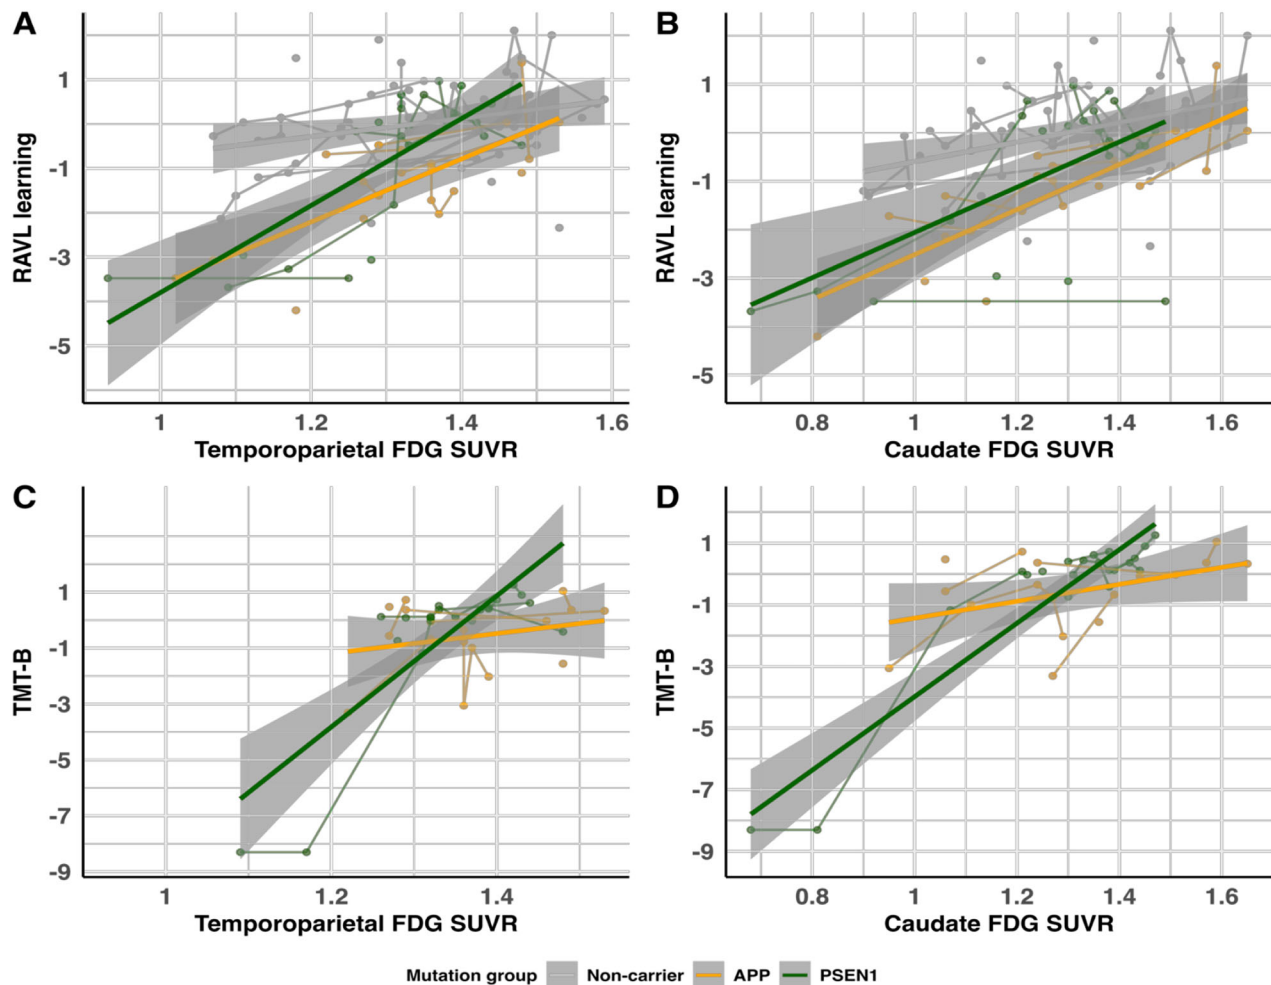 A
B
RAVL learning
1
-1
-3
-5
1
1.2
1.4
1.6
Temporoparietal FDG SUVR
RAVL learning
1
-1
-3
-5
0.8
1
1.2
1.4
1.6
Caudate FDG SUVR
C
D
TMT-B
1
-1
-3
-5
-7
-9
1
1.2
1.4
Temporoparietal FDG SUVR
TMT-B
1
-1
-3
-5
-7
-9
0.8
1
1.2
1.4
1.6
Caudate FDG SUVR
Mutation group Non-carrier APP PSEN1